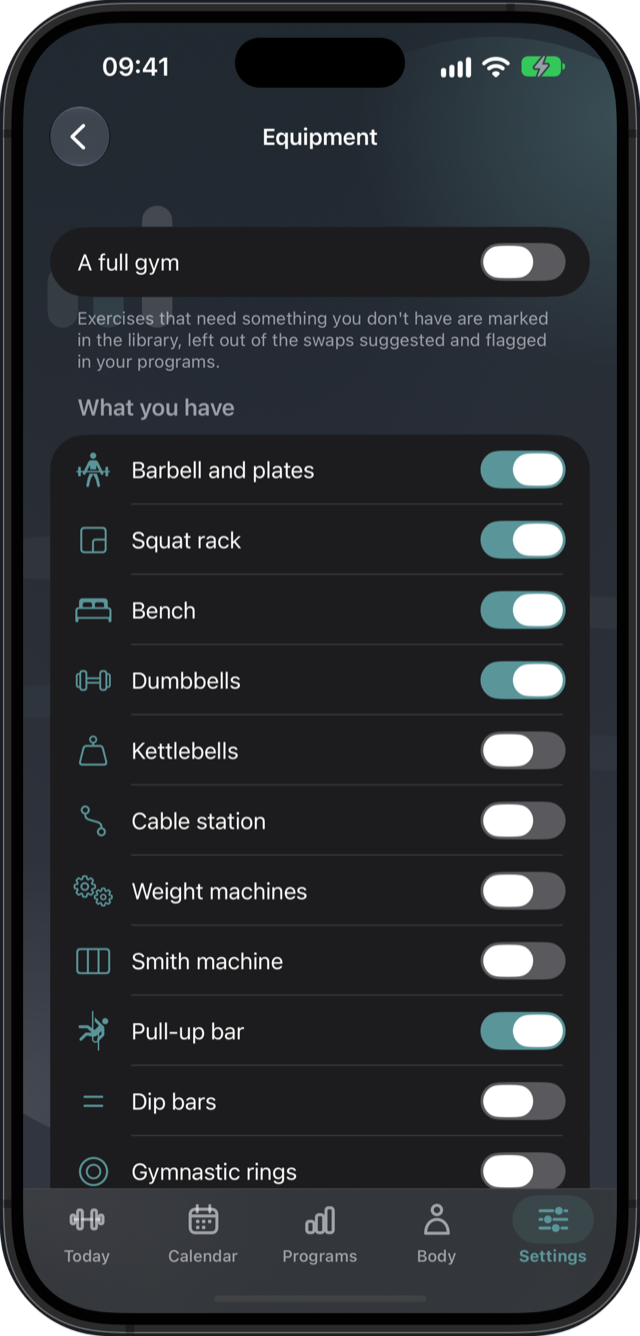 09:41
Equipment
A full gym
Exercises that need something you don't have are marked
in the library, left out of the swaps suggested and flagged
in your programs.
What you have
Barbell and plates
Squat rack
Bench
Dumbbells
Kettlebells
Cable station
Weight machines
Smith machine
Pull-up bar
Dip bars
Gymnastic rings
Today
Calendar
Programs
Body
Settings